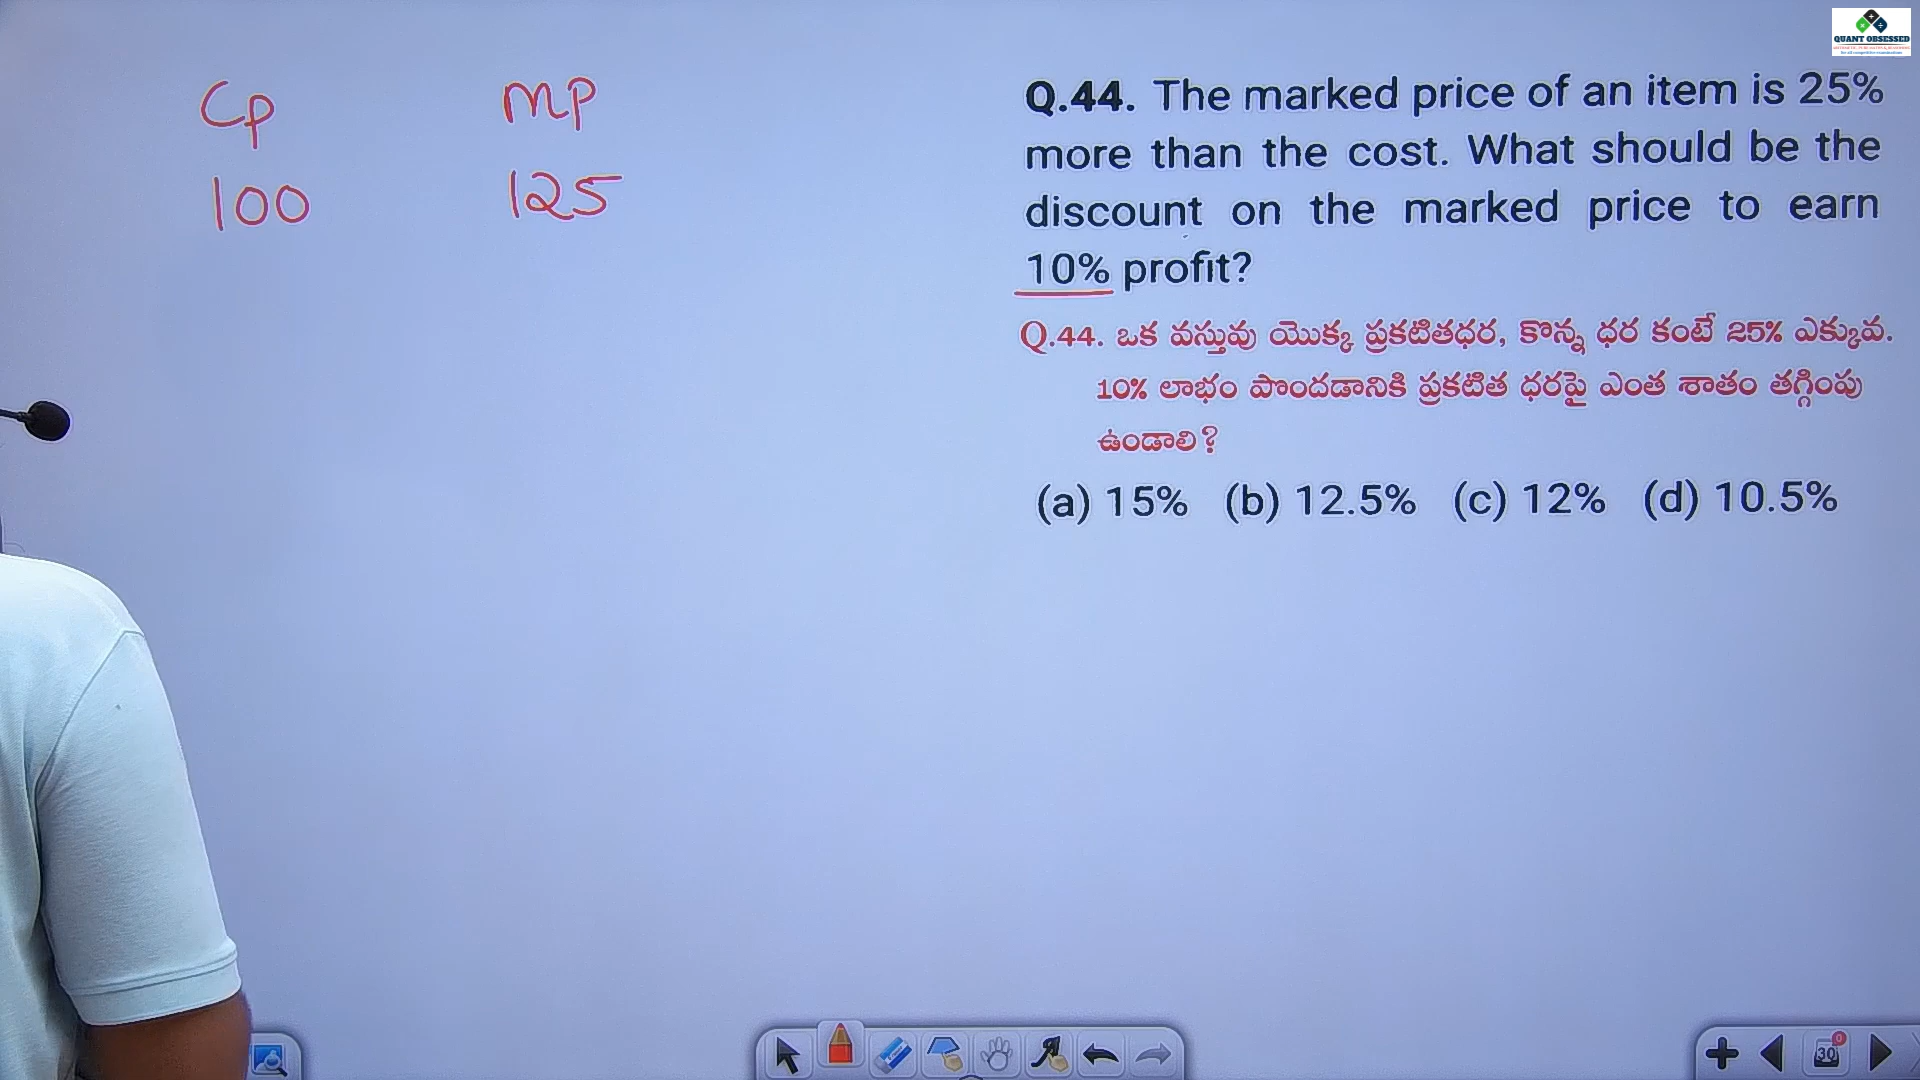 QUANT OBSESSED
Cp MP
100 125
Q.44. The marked price of an item is 25%
more than the cost. What should be the
discount on the marked price to earn
10% profit?
Q.44. ఒక వస్తువు యొక్క ప్రకటితధర, కొన్న ధర కంటే 25% ఎక్కువ.
10% లాభం పొందడానికి ప్రకటిత ధరపై ఎంత శాతం తగ్గింపు
ఉండాలి?
(a) 15% (b) 12.5% (c) 12% (d) 10.5%
30
0